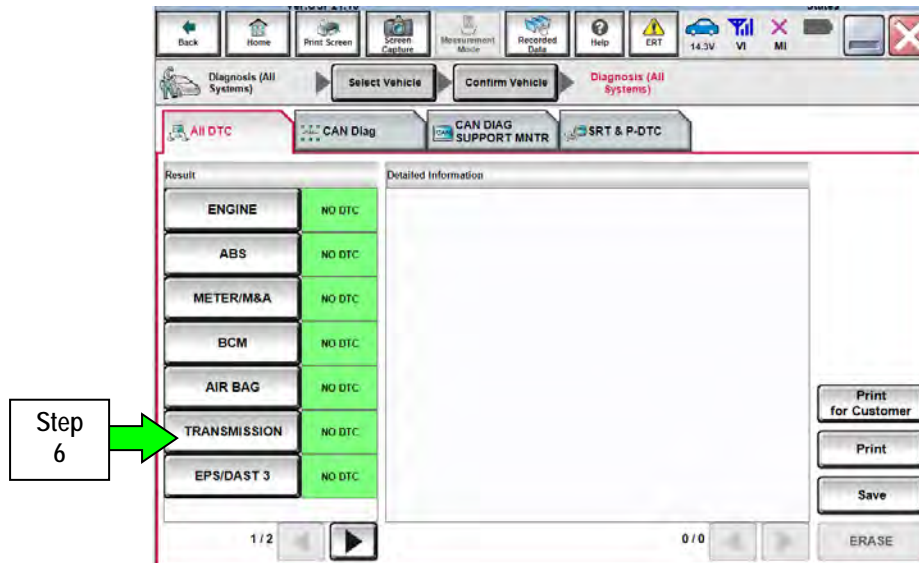 Back
Home
Print Screen
Screen
Capture
Measurement
Mode
Recorded
Data
Help
ERT
14.3V
VI
MI
Diagnosis (All
Systems)
Select Vehicle
Confirm Vehicle
Diagnosis (All
Systems)
All DTC
CAN Diag
CAN DIAG
SUPPORT MNTR
SRT & P-DTC
Result
Detailed Information
ENGINE
NO DTC
ABS
NO DTC
METER/M&A
NO DTC
BCM
NO DTC
AIR BAG
NO DTC
Step
6
TRANSMISSION
NO DTC
EPS/DAST 3
NO DTC
Print
for Customer
Print
Save
1/2
0/0
ERASE